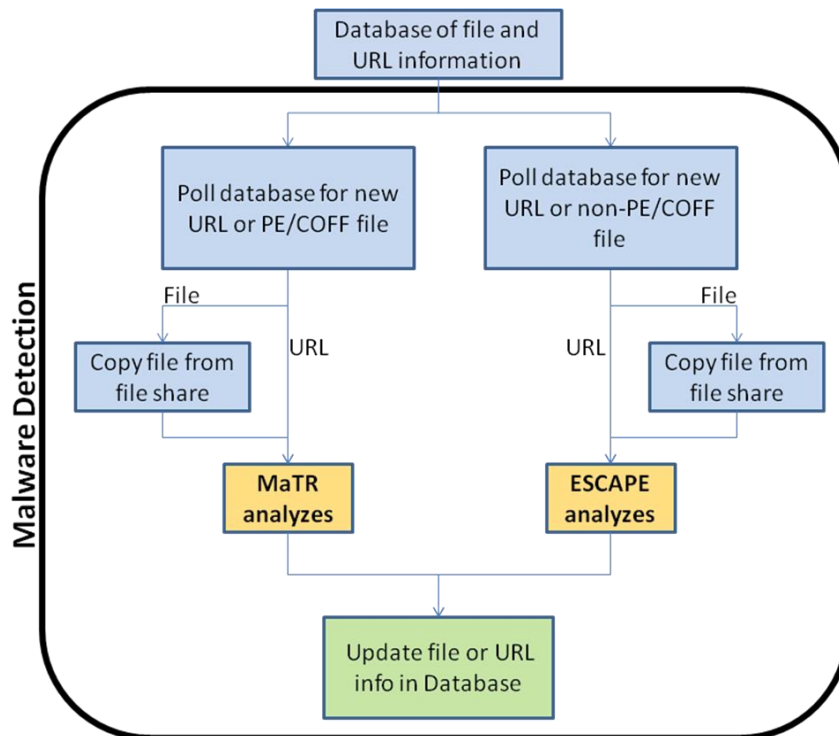 Database of file and
URL information
Malware Detection
Poll database for new
URL or PE/COFF file
Poll database for new
URL or non-PE/COFF
file
File
File
URL
URL
Copy file from
file share
Copy file from
file share
MaTR
analyzes
ESCAPE
analyzes
Update file or URL
info in Database